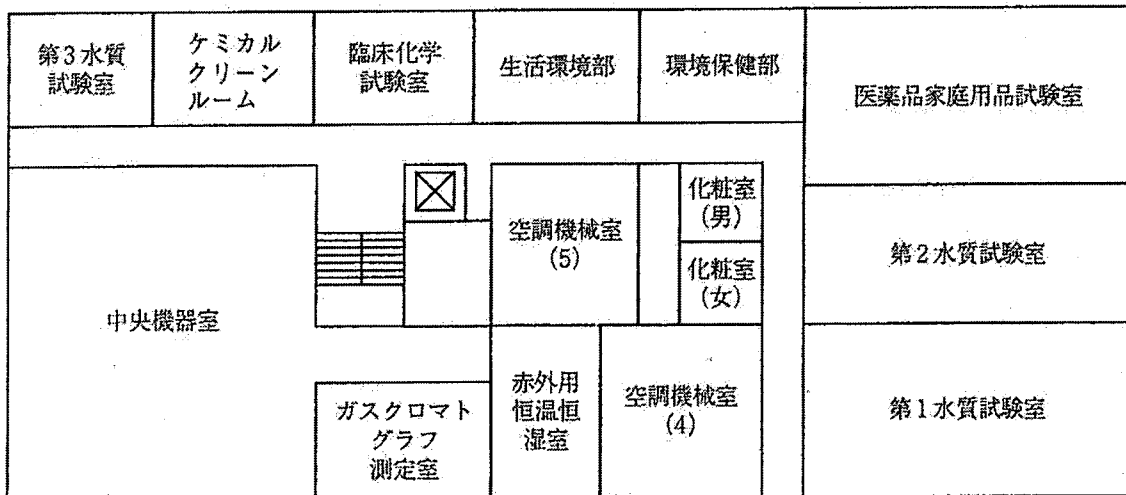 第3水質
試験室
ケミカル
クリーン
ルーム
臨床化学
試験室
生活環境部
環境保健部
医薬品家庭用品試験室
空調機械室
(5)
化粧室
(男)
化粧室
(女)
第2水質試験室
中央機器室
ガスクロマト
グラフ
測定室
赤外用
恒温恒
湿室
空調機械室
(4)
第1水質試験室